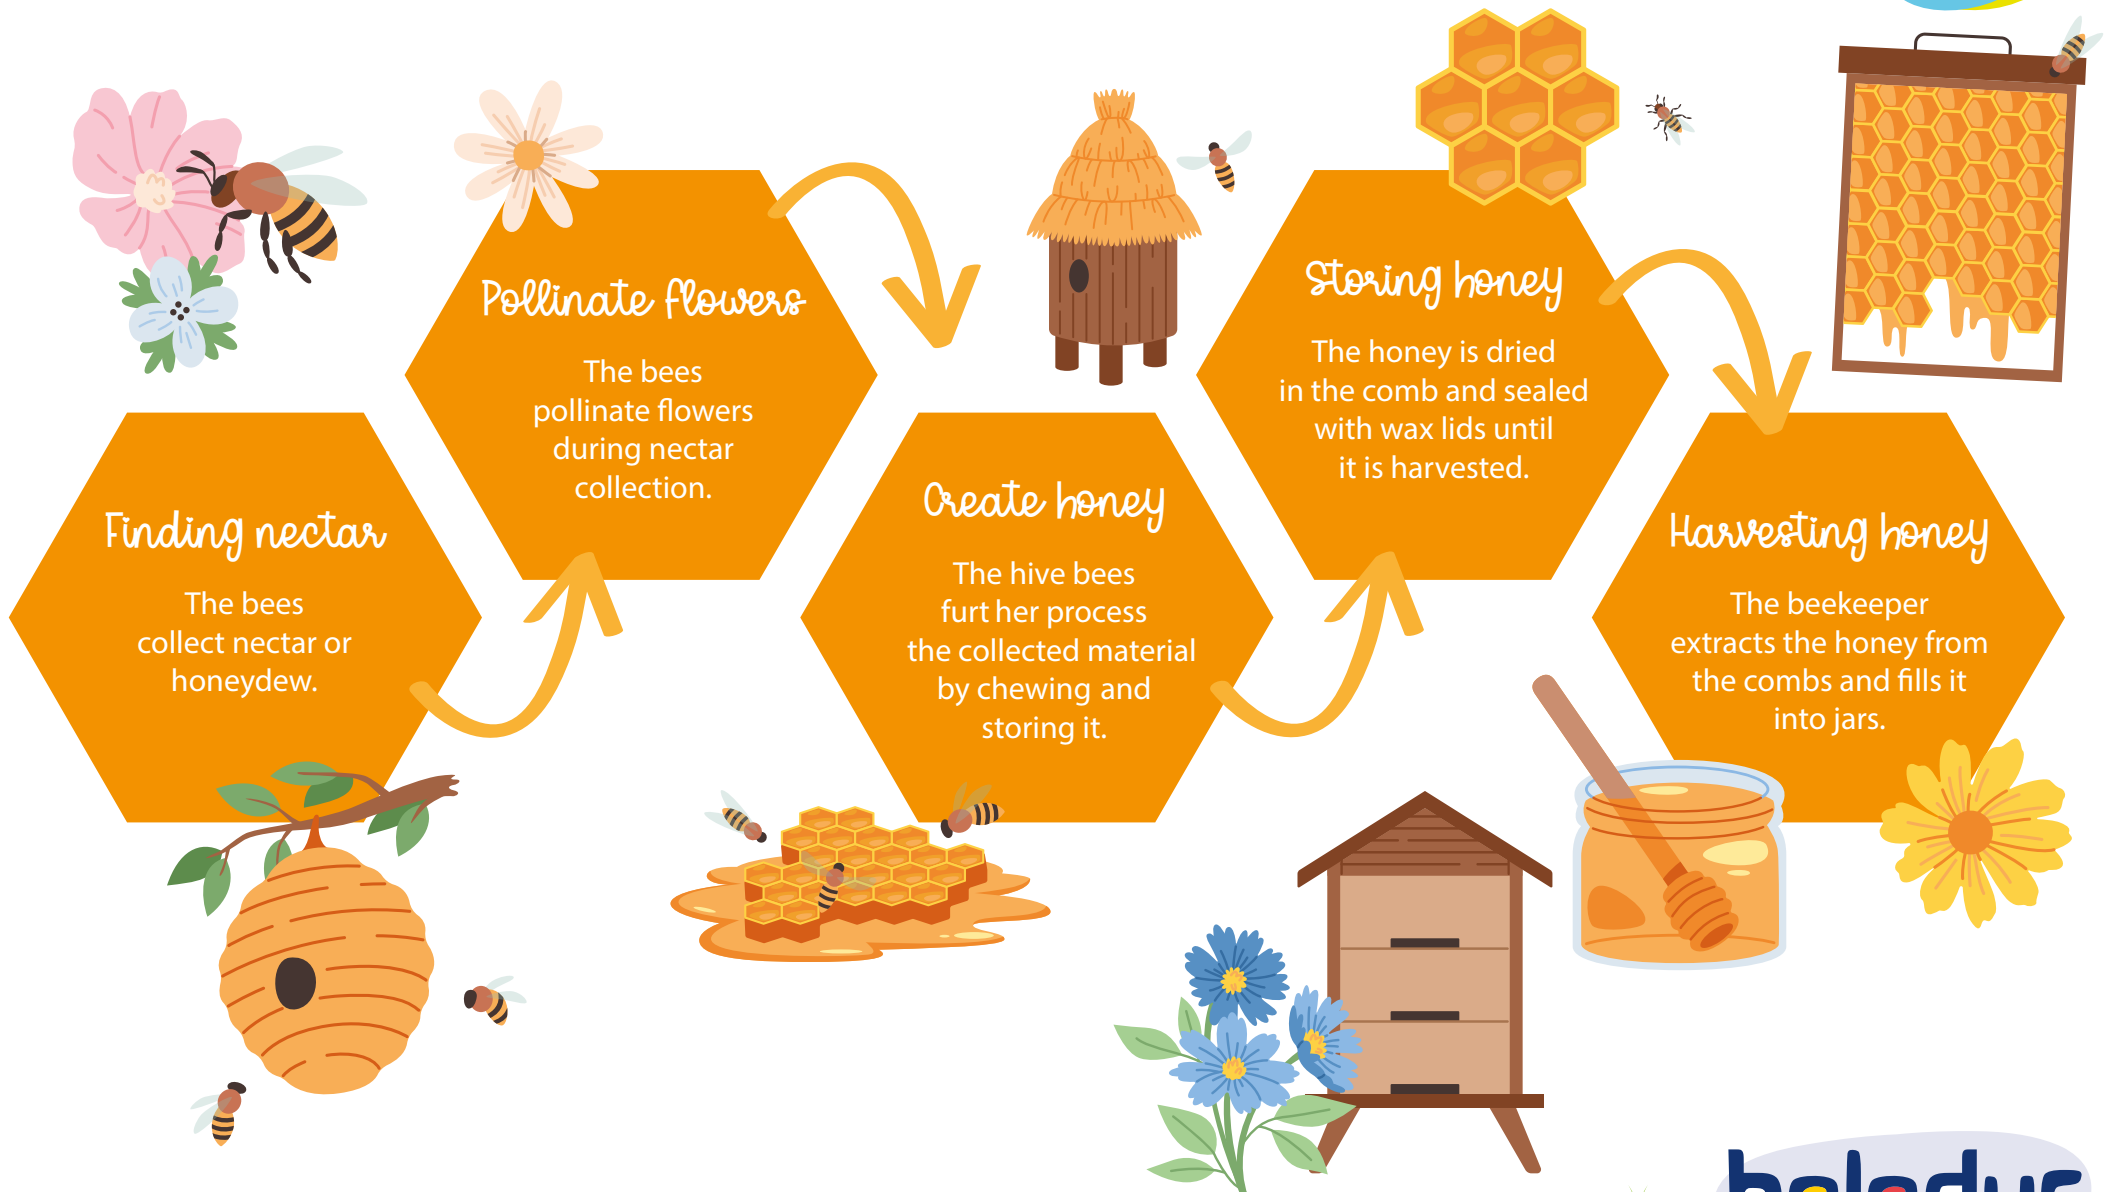 Finding nectar
The bees
collect nectar or
honeydew.
Pollinate flowers
The bees
pollinate flowers
during nectar
collection.
Create honey
The hive bees
furt her process
the collected material
by chewing and
storing it.
Storing honey
The honey is dried
in the comb and sealed
with wax lids until
it is harvested.
Harvesting honey
The beekeeper
extracts the honey from
the combs and fills it
into jars.